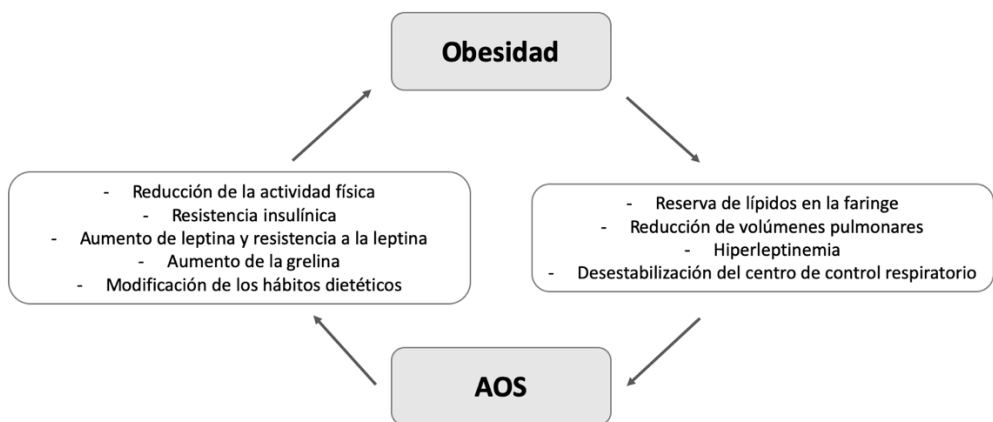 Obesidad
- Reducción de la actividad física
- Resistencia insulínica
- Aumento de leptina y resistencia a la leptina
- Aumento de la grelina
- Modificación de los hábitos dietéticos
- Reserva de lípidos en la faringe
- Reducción de volúmenes pulmonares
- Hiperleptinemia
- Desestabilización del centro de control respiratorio
AOS